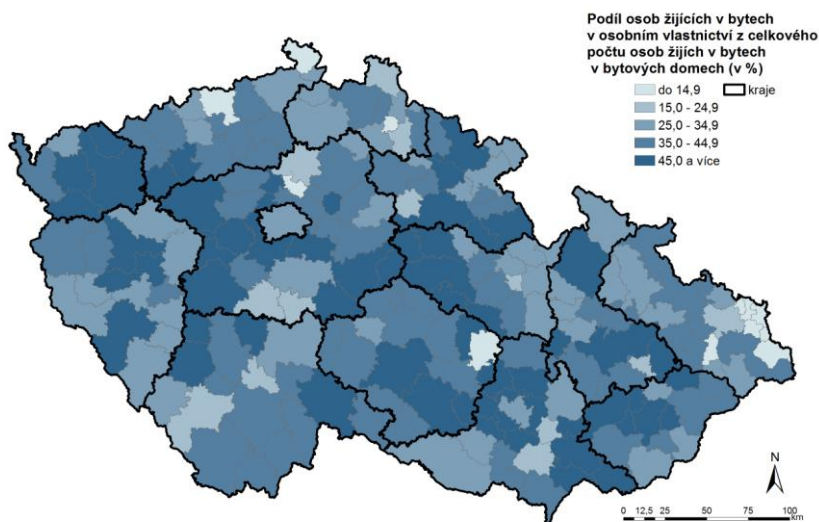 Podíl osob žijících v bytech
v osobním vlastnictví z celkového
počtu osob žijích v bytech
v bytových domech (v %)
do 14,9 kraje
15,0 - 24,9
25,0 - 34,9
35,0 - 44,9
45,0 a více
N
0 12,5 25 50 75 100
km